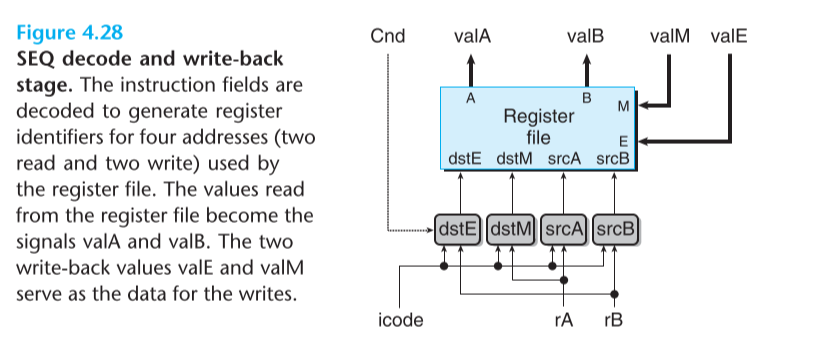 Figure 4.28
SEQ decode and write-back
stage. The instruction fields are
decoded to generate register
identifiers for four addresses (two
read and two write) used by
the register file. The values read
from the register file become the
signals valA and valB. The two
write-back values valE and valM
serve as the data for the writes.
Cnd valA valB valM valE
A B
M
Register
file
E
dstE dstM srcA srcB
dstE dstM srcA srcB
icode rA rB